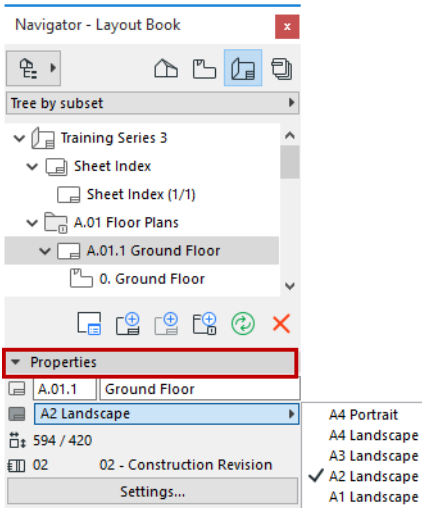 Navigator - Layout Book
x
Tree by subset
Training Series 3
Sheet Index
Sheet Index (1/1)
A.01 Floor Plans
A.01.1 Ground Floor
0. Ground Floor
Properties
A.01.1 Ground Floor
A2 Landscape
594 / 420
02 02 - Construction Revision
Settings...
A4 Portrait
A4 Landscape
A3 Landscape
A2 Landscape
A1 Landscape